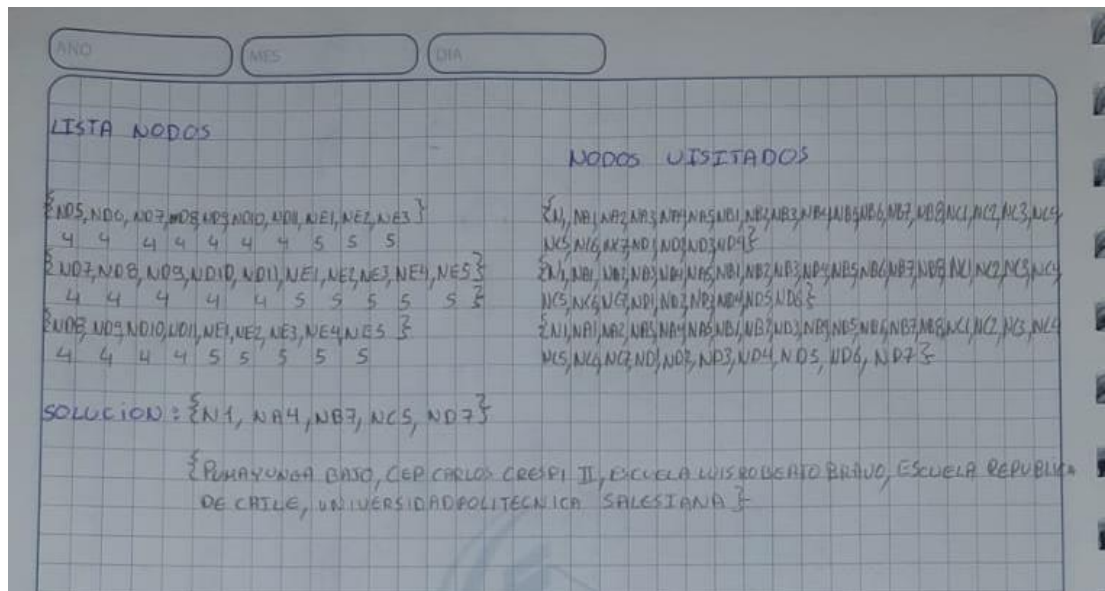 AÑO MES DIA
LISTA NODOS
NODOS VISITADOS
{ND5, ND6, ND7, ND8, ND9, ND10, ND11, NE1, NE2, NE3}
4 4 4 4 4 4 4 5 5 5
{ND7, ND8, ND9, ND10, ND11, NE1, NE2, NE3, NE4, NE5}
4 4 4 4 4 5 5 5 5 5 }
{ND8, ND9, ND10, ND11, NE1, NE2, NE3, NE4, NE5 }
4 4 4 4 5 5 5 5 5
{N1, NA1, NA2, NA3, NA4, NA5, NB1, NB2, NB3, NB4, NB5, NB6, NB7, NB8, NC1, NC2, NC3, NC4
NC5, NC6, NC7, ND1, ND2, ND3, ND4}
{N1, NA1, NA2, NA3, NA4, NA5, NB1, NB2, NB3, NB4, NB5, NB6, NB7, NB8, NC1, NC2, NC3, NC4
NC5, NC6, NC7, ND1, ND2, ND3, ND4, ND5, ND6}
{N1, NA1, NA2, NA3, NA4, NA5, NB1, NB2, NB3, NB4, NB5, NB6, NB7, NB8, NC1, NC2, NC3, NC4
NC5, NC6, NC7, ND1, ND2, ND3, ND4, ND5, ND6, ND7}
SOLUCION : {N1, NA4, NB7, NC5, ND7}
{PUMAYUNGA BAJO, CEP CARLOS CRESPI II, ESCUELA LUIS ROBERTO BRAVO, ESCUELA REPUBLICA
DE CHILE, UNIVERSIDAD POLITECNICA SALESIANA}